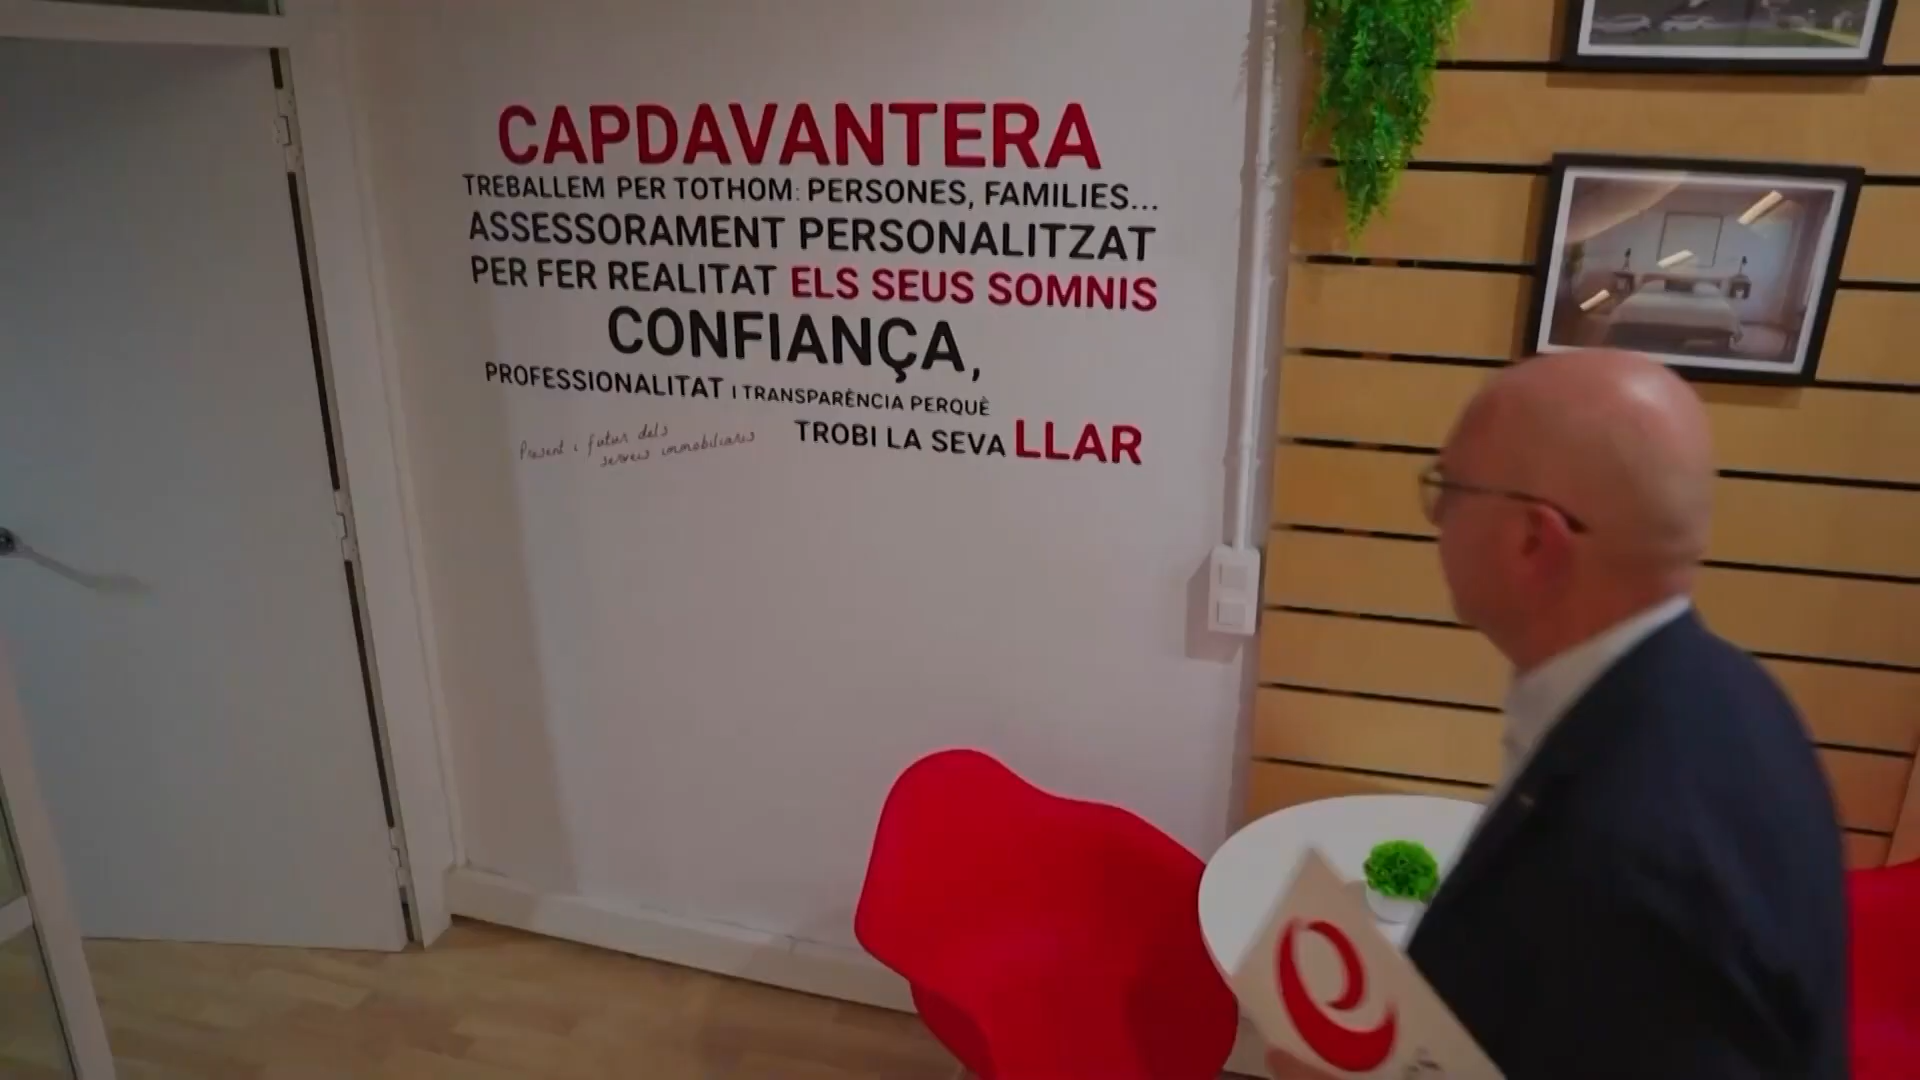 CAPDAVANTERA
TREBALLEM PER TOTHOM: PERSONES, FAMILIES...
ASSESSORAMENT PERSONALITZAT
PER FER REALITAT ELS SEUS SOMNIS
CONFIANÇA,
PROFESSIONALITAT I TRANSPARÈNCIA PERQUÈ
TROBI LA SEVA LLAR
Present i futur dels
serveis immobiliaris
e